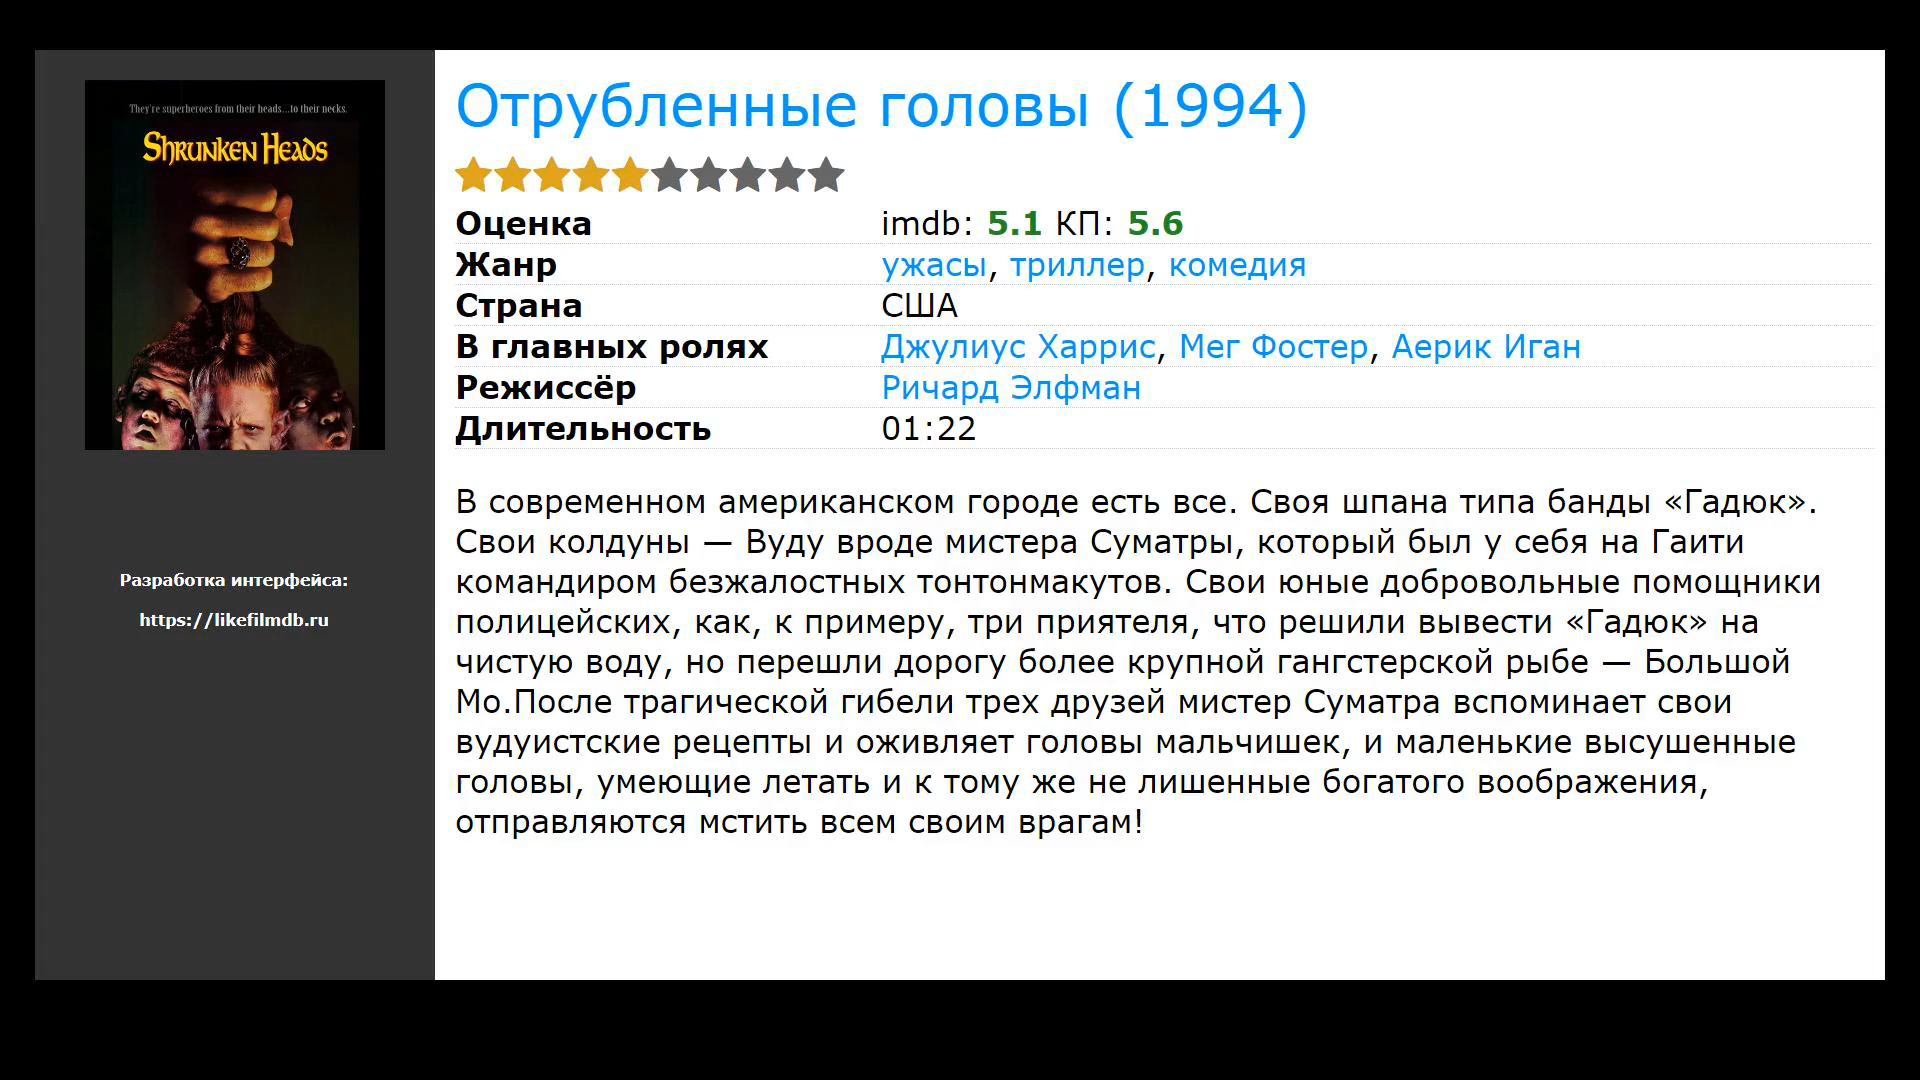 They're superheroes from their heads...to their necks.
Shrunken Heads
Разработка интерфейса:
https://likefilmdb.ru
Отрубленные головы (1994)
Оценка imdb: 5.1 КП: 5.6
Жанр ужасы, триллер, комедия
Страна США
В главных ролях Джулиус Харрис, Мег Фостер, Аерик Иган
Режиссёр Ричард Элфман
Длительность 01:22
В современном американском городе есть все. Своя шпана типа банды «Гадюк».
Свои колдуны — Вуду вроде мистера Суматры, который был у себя на Гаити
командиром безжалостных тонтонмакутов. Свои юные добровольные помощники
полицейских, как, к примеру, три приятеля, что решили вывести «Гадюк» на
чистую воду, но перешли дорогу более крупной гангстерской рыбе — Большой
Мо.После трагической гибели трех друзей мистер Суматра вспоминает свои
вудуистские рецепты и оживляет головы мальчишек, и маленькие высушенные
головы, умеющие летать и к тому же не лишенные богатого воображения,
отправляются мстить всем своим врагам!